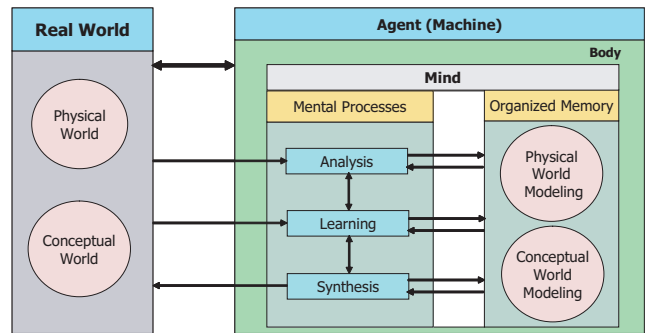 Real World
Agent (Machine)
Body
Mind
Mental Processes
Organized Memory
Physical
World
Analysis
Physical
World
Modeling
Learning
Conceptual
World
Synthesis
Conceptual
World
Modeling